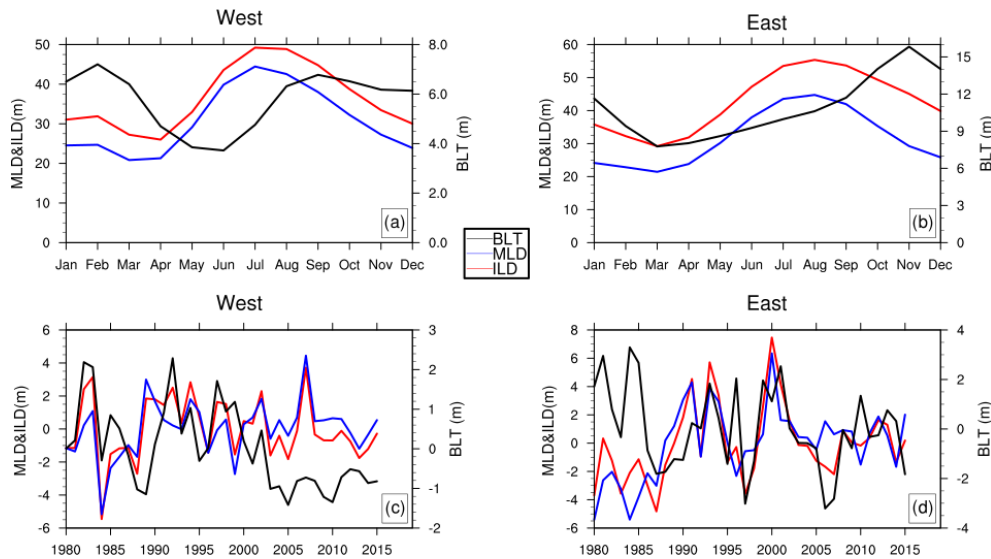 West
East
50
40
30
20
10
0
MLD&ILD(m)
8.0
6.0
4.0
2.0
0.0
BLT (m)
(a)
Jan Feb Mar Apr May Jun Jul Aug Sep Oct Nov Dec
60
50
40
30
20
10
0
MLD&ILD(m)
15
12
9
6
3
0
BLT (m)
(b)
Jan Feb Mar Apr May Jun Jul Aug Sep Oct Nov Dec
BLT
MLD
ILD
West
East
6
4
2
0
-2
-4
-6
MLD&ILD(m)
3
2
1
0
-1
-2
BLT (m)
(c)
1980 1985 1990 1995 2000 2005 2010 2015
8
6
4
2
0
-2
-4
-6
MLD&ILD(m)
4
2
0
-2
-4
BLT (m)
(d)
1980 1985 1990 1995 2000 2005 2010 2015